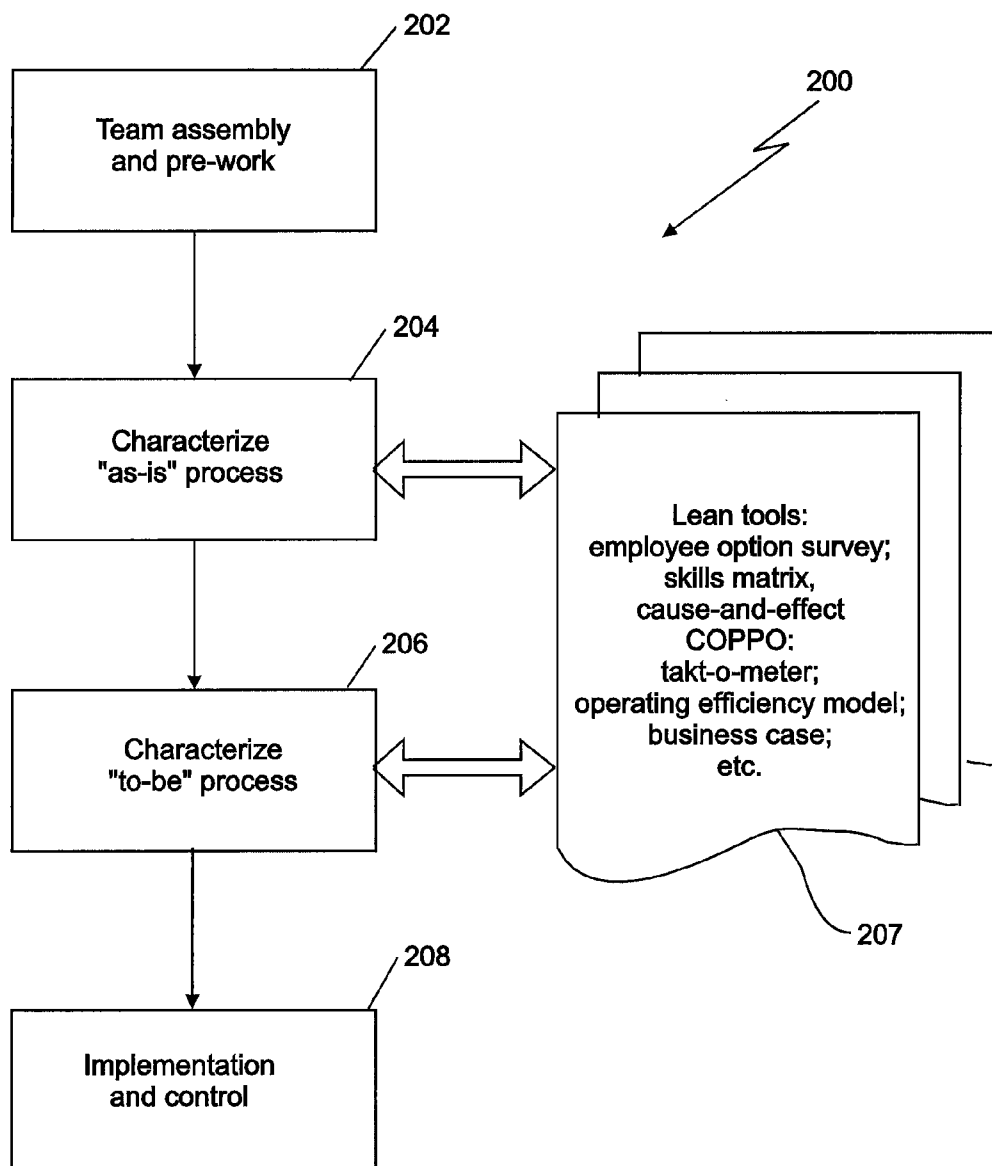 202
Team assembly
and pre-work
200
204
Characterize
"as-is" process
Lean tools:
employee option survey;
skills matrix,
cause-and-effect
COPPO:
takt-o-meter;
operating efficiency model;
business case;
etc.
206
Characterize
"to-be" process
207
208
Implementation
and control